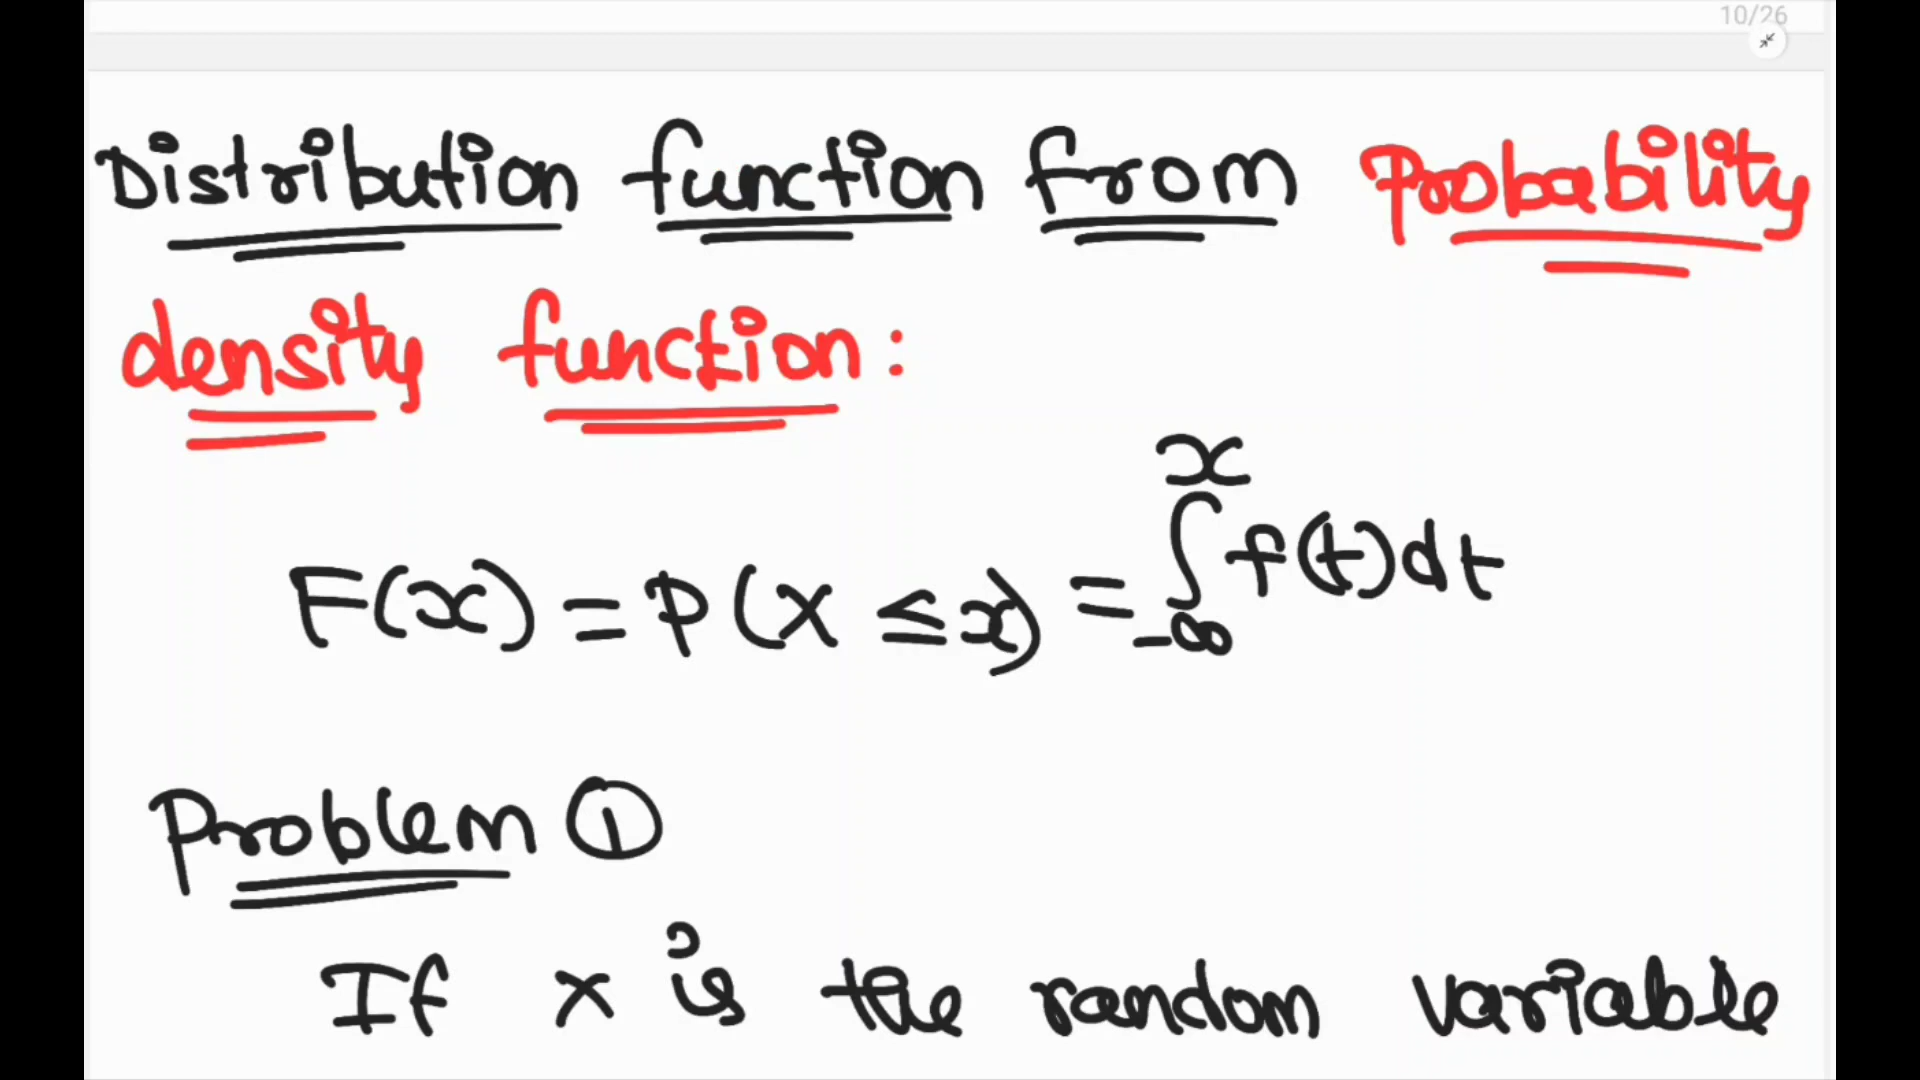 10/26
Distribution function from Probability
density function:
F(x) = P(X ≤ x) = ∫_{-∞}^{x} f(t)dt
Problem ①
If X is the random variable